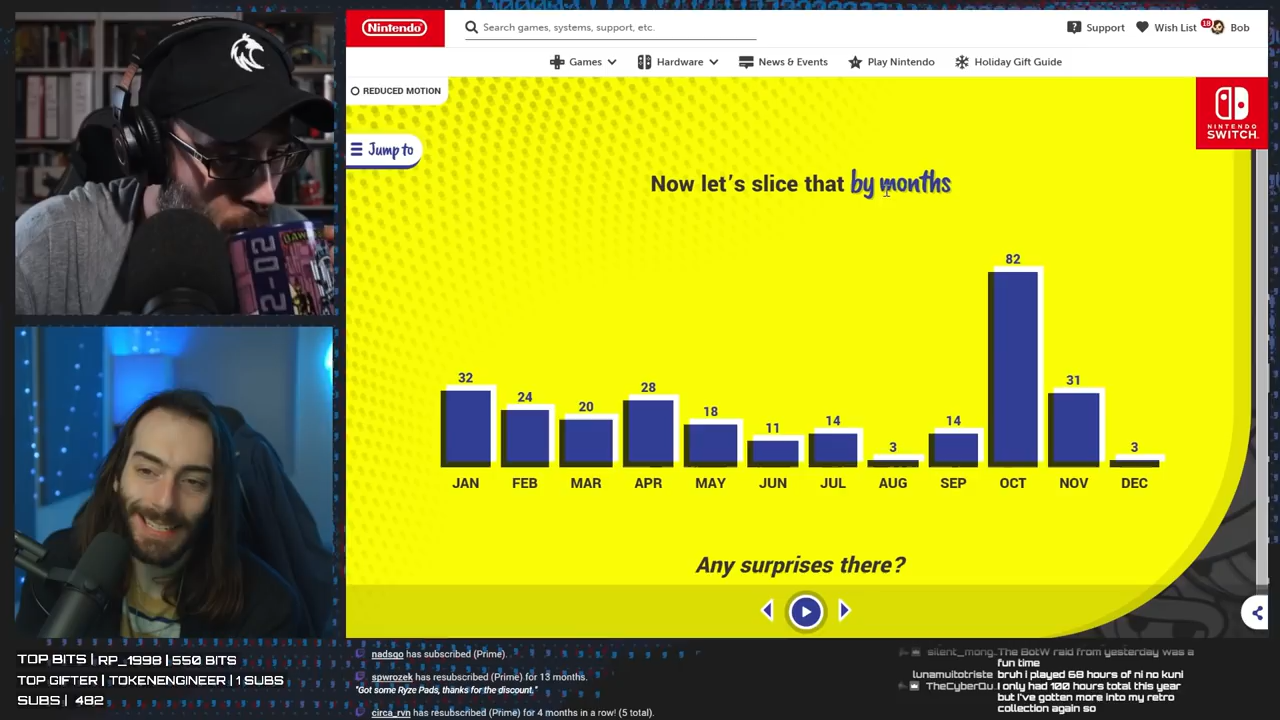 Nintendo
Search games, systems, support, etc.
Support
Wish List
18
Bob
Games
Hardware
News & Events
Play Nintendo
Holiday Gift Guide
REDUCED MOTION
NINTENDO
SWITCH
Jump to
Now let's slice that by months
32
24
20
28
18
11
14
3
14
82
31
3
JAN FEB MAR APR MAY JUN JUL AUG SEP OCT NOV DEC
Any surprises there?
TOP BITS | RP_1998 | 550 BITS
TOP GIFTER | TOKENENGINEER | 1 SUBS
SUBS | 482
nadsqo has subscribed (Prime).
spwrozek has resubscribed (Prime) for 13 months.
"Got some Ryze Pads, thanks for the discount."
circa_rvn has resubscribed (Prime) for 4 months in a row! (5 total).
silent_mong.. The BotW raid from yesterday was a
fun time
lunamuitotriste bruh i played 60 hours of ni no kuni
TheCyberQu.. I only had 100 hours total this year
but i've gotten more into my retro
collection again so